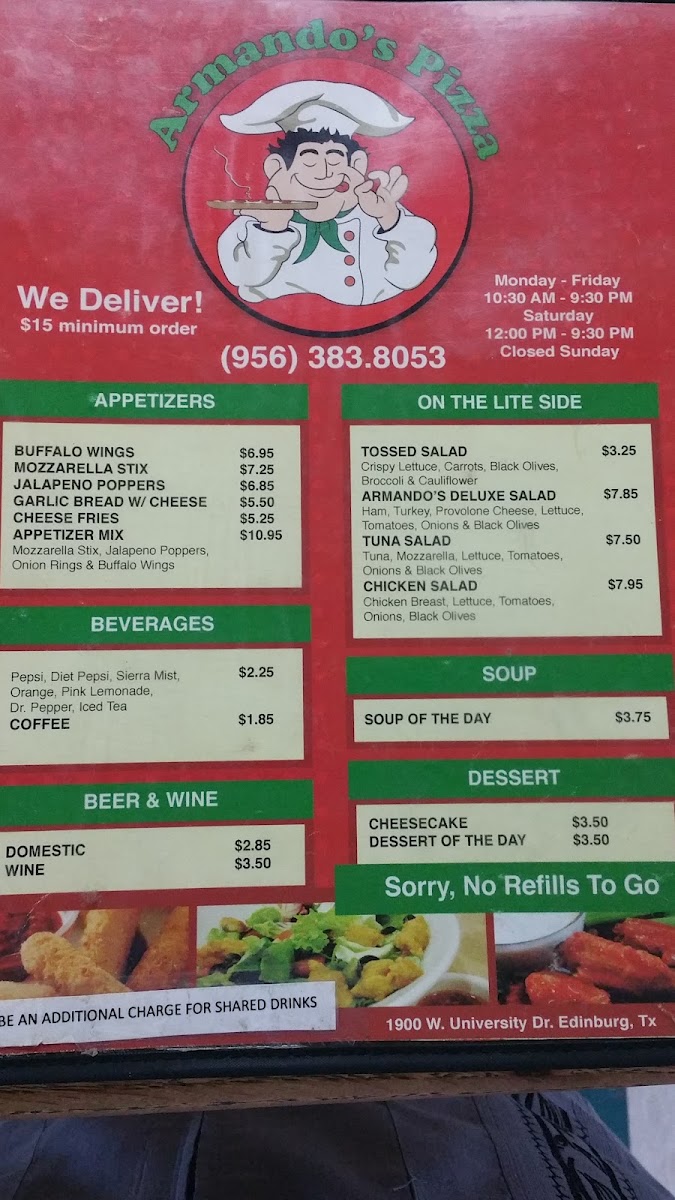 Armando's Pizza
We Deliver!
$15 minimum order
Monday - Friday
10:30 AM - 9:30 PM
Saturday
12:00 PM - 9:30 PM
Closed Sunday
(956) 383.8053
APPETIZERS
BUFFALO WINGS $6.95
MOZZARELLA STIX $7.25
JALAPENO POPPERS $6.85
GARLIC BREAD W/ CHEESE $5.50
CHEESE FRIES $5.25
APPETIZER MIX $10.95
Mozzarella Stix, Jalapeno Poppers,
Onion Rings & Buffalo Wings
BEVERAGES
Pepsi, Diet Pepsi, Sierra Mist, $2.25
Orange, Pink Lemonade,
Dr. Pepper, Iced Tea
COFFEE $1.85
BEER & WINE
DOMESTIC $2.85
WINE $3.50
ON THE LITE SIDE
TOSSED SALAD $3.25
Crispy Lettuce, Carrots, Black Olives,
Broccoli & Cauliflower
ARMANDO'S DELUXE SALAD $7.85
Ham, Turkey, Provolone Cheese, Lettuce,
Tomatoes, Onions & Black Olives
TUNA SALAD $7.50
Tuna, Mozzarella, Lettuce, Tomatoes,
Onions & Black Olives
CHICKEN SALAD $7.95
Chicken Breast, Lettuce, Tomatoes,
Onions, Black Olives
SOUP
SOUP OF THE DAY $3.75
DESSERT
CHEESECAKE $3.50
DESSERT OF THE DAY $3.50
Sorry, No Refills To Go
BE AN ADDITIONAL CHARGE FOR SHARED DRINKS
1900 W. University Dr. Edinburg, Tx